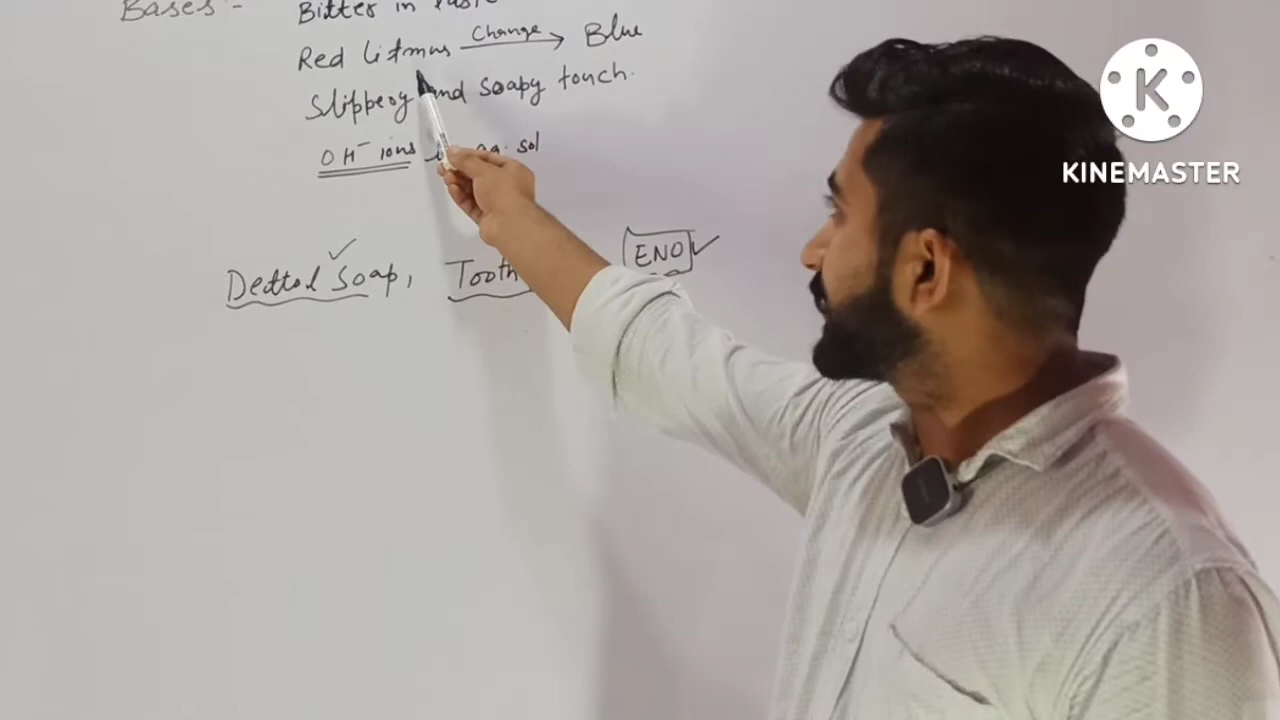 Bases :- Bitter in
Red litmus Change Blue
Slippery and soapy touch.
OH⁻ ions aq. sol
Dettol Soap, Tooth ENO
K
KINEMASTER